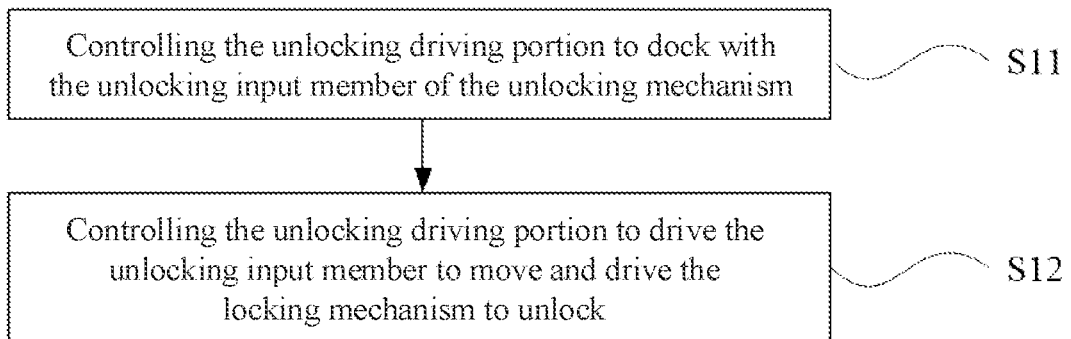 Controlling the unlocking driving portion to dock with
the unlocking input member of the unlocking mechanism
S11
Controlling the unlocking driving portion to drive the
unlocking input member to move and drive the
locking mechanism to unlock
S12